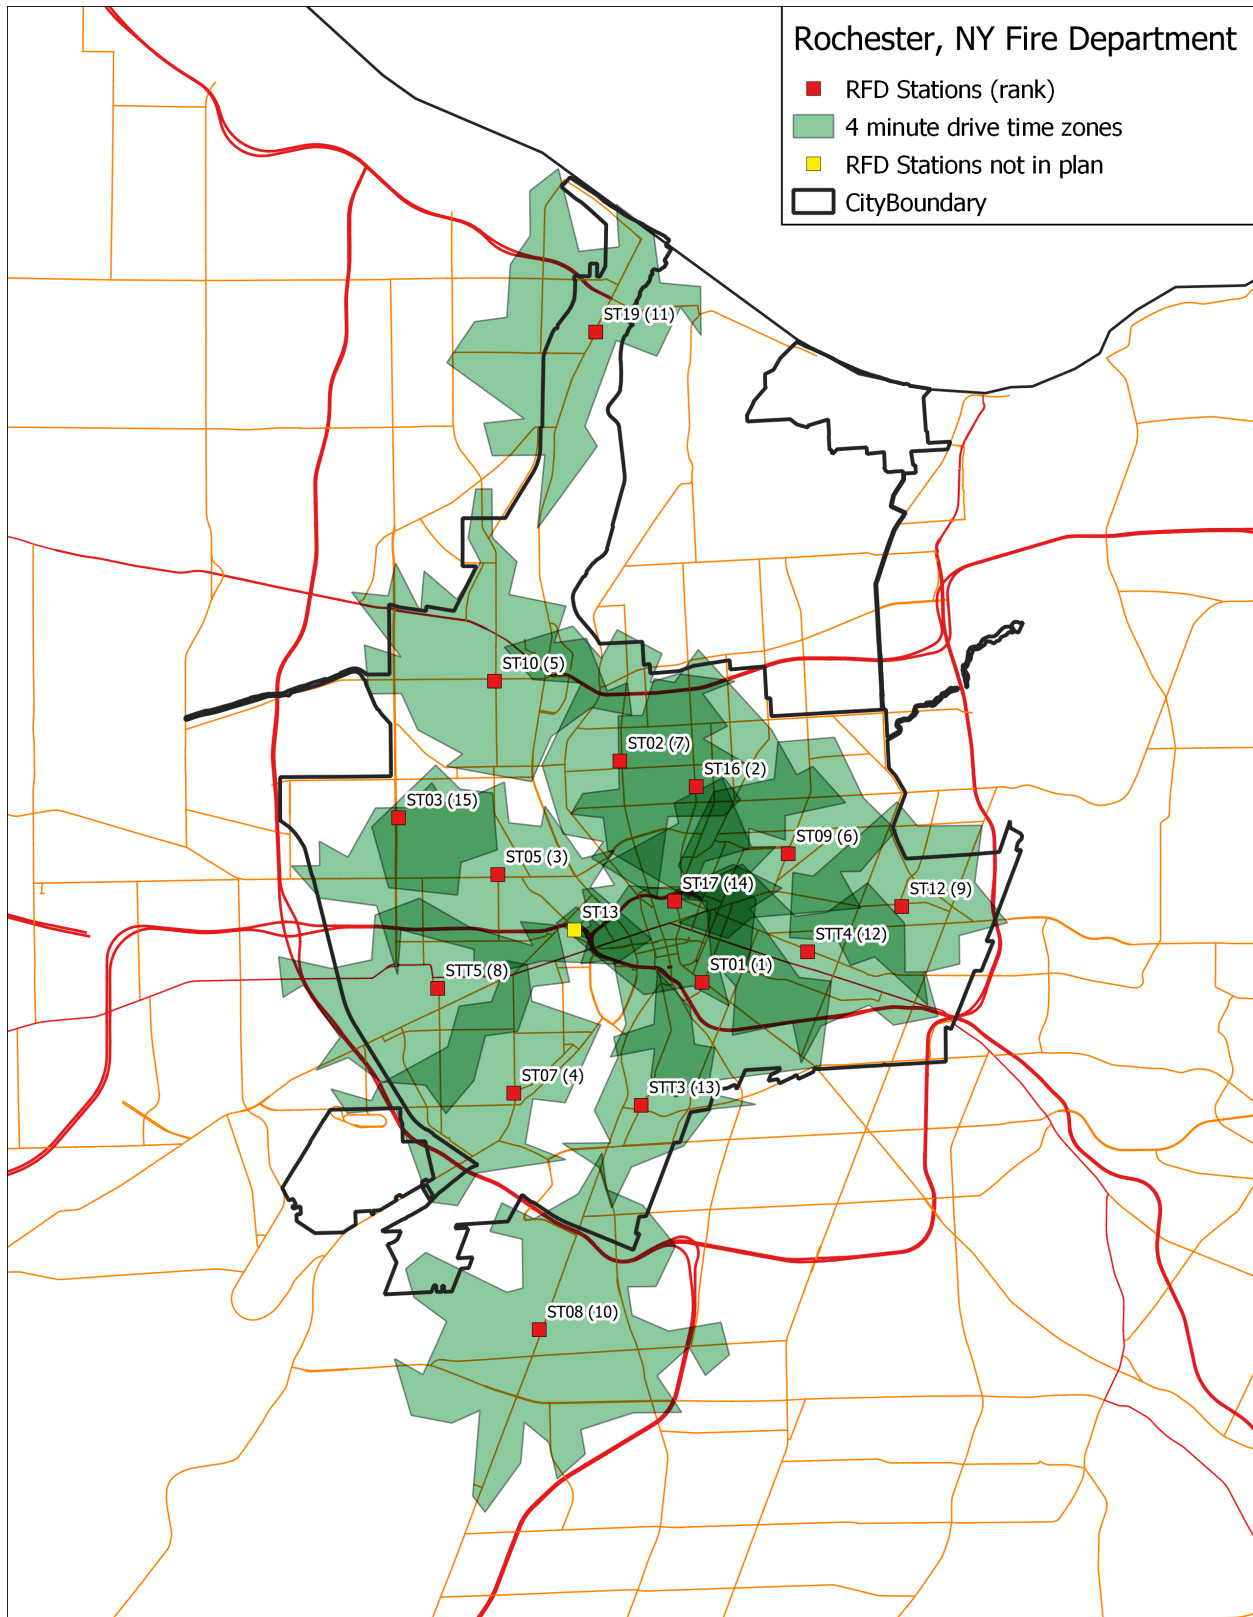 Rochester, NY Fire Department
RFD Stations (rank)
4 minute drive time zones
RFD Stations not in plan
CityBoundary
ST19 (11)
ST10 (5)
ST02 (7)
ST16 (2)
ST03 (15)
ST09 (6)
ST05 (3)
ST17 (14)
ST12 (9)
ST13
STT4 (12)
STT5 (8)
ST01 (1)
ST07 (4)
STT3 (13)
ST08 (10)